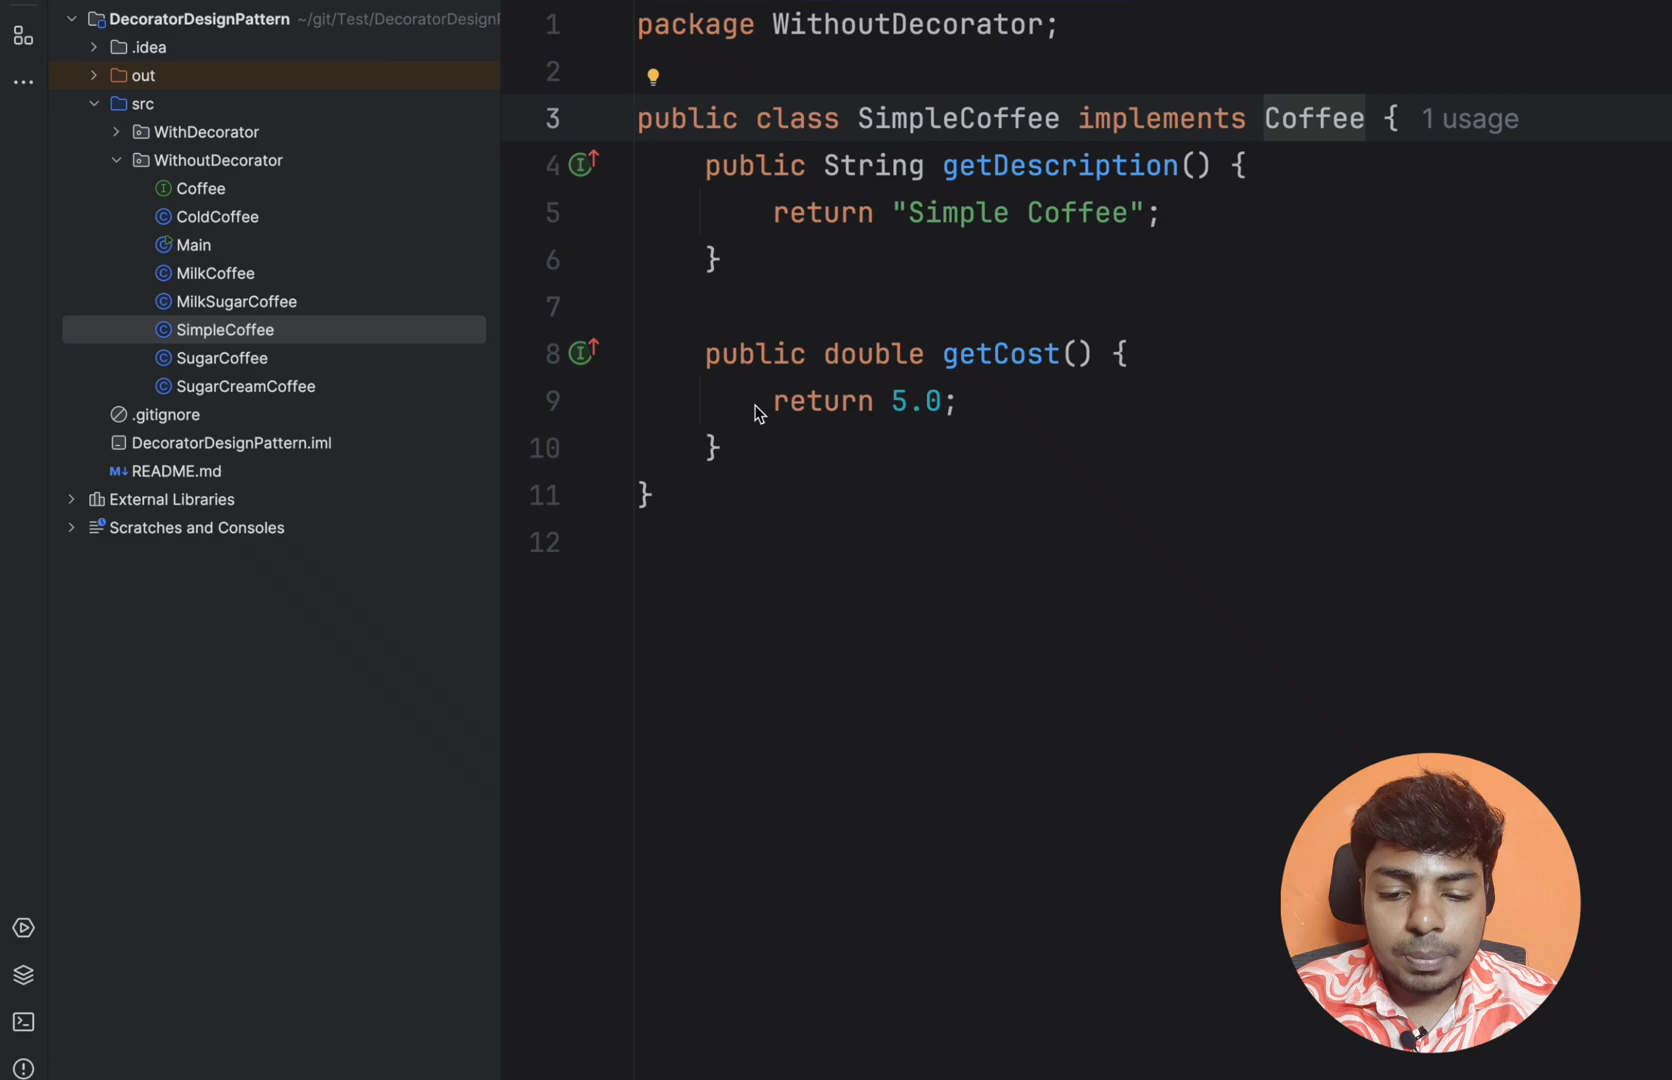 DecoratorDesignPattern ~/git/Test/DecoratorDesignP
.idea
out
src
WithDecorator
WithoutDecorator
Coffee
ColdCoffee
Main
MilkCoffee
MilkSugarCoffee
SimpleCoffee
SugarCoffee
SugarCreamCoffee
.gitignore
DecoratorDesignPattern.iml
M↓ README.md
External Libraries
Scratches and Consoles
1 package WithoutDecorator;
2
3 public class SimpleCoffee implements Coffee { 1 usage
4 public String getDescription() {
5 return "Simple Coffee";
6 }
7
8 public double getCost() {
9 return 5.0;
10 }
11 }
12